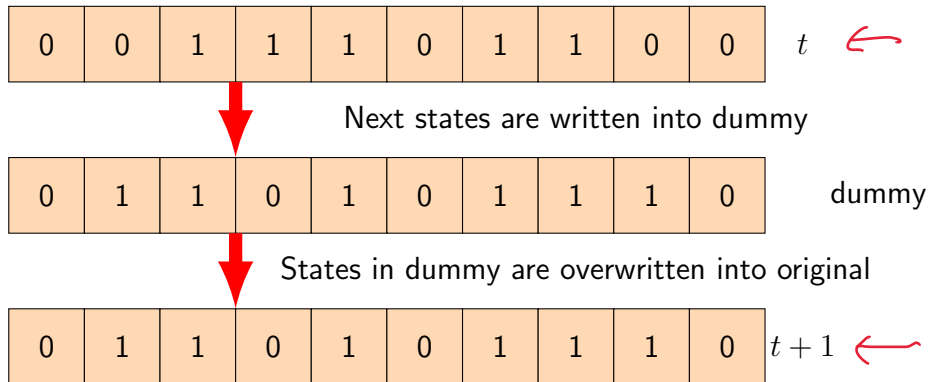 0 0 1 1 1 0 1 1 0 0 t
Next states are written into dummy
0 1 1 0 1 0 1 1 1 0 dummy
States in dummy are overwritten into original
0 1 1 0 1 0 1 1 1 0 t + 1